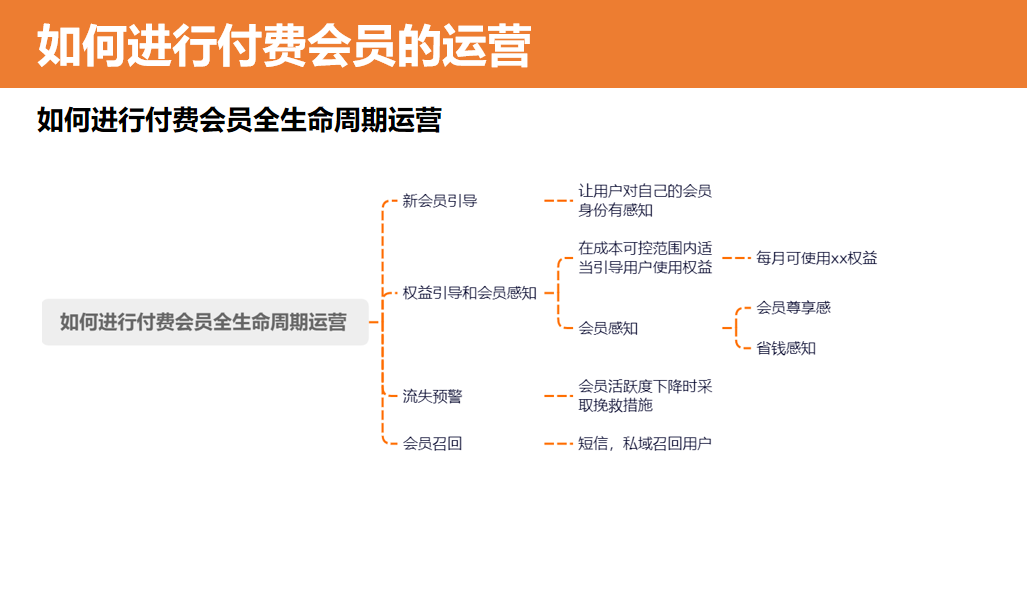 如何进行付费会员的运营
如何进行付费会员全生命周期运营
如何进行付费会员全生命周期运营
新会员引导
让用户对自己的会员
身份有感知
权益引导和会员感知
在成本可控范围内适
当引导用户使用权益
每月可使用xx权益
会员感知
会员尊享感
省钱感知
流失预警
会员活跃度下降时采
取挽救措施
会员召回
短信，私域召回用户